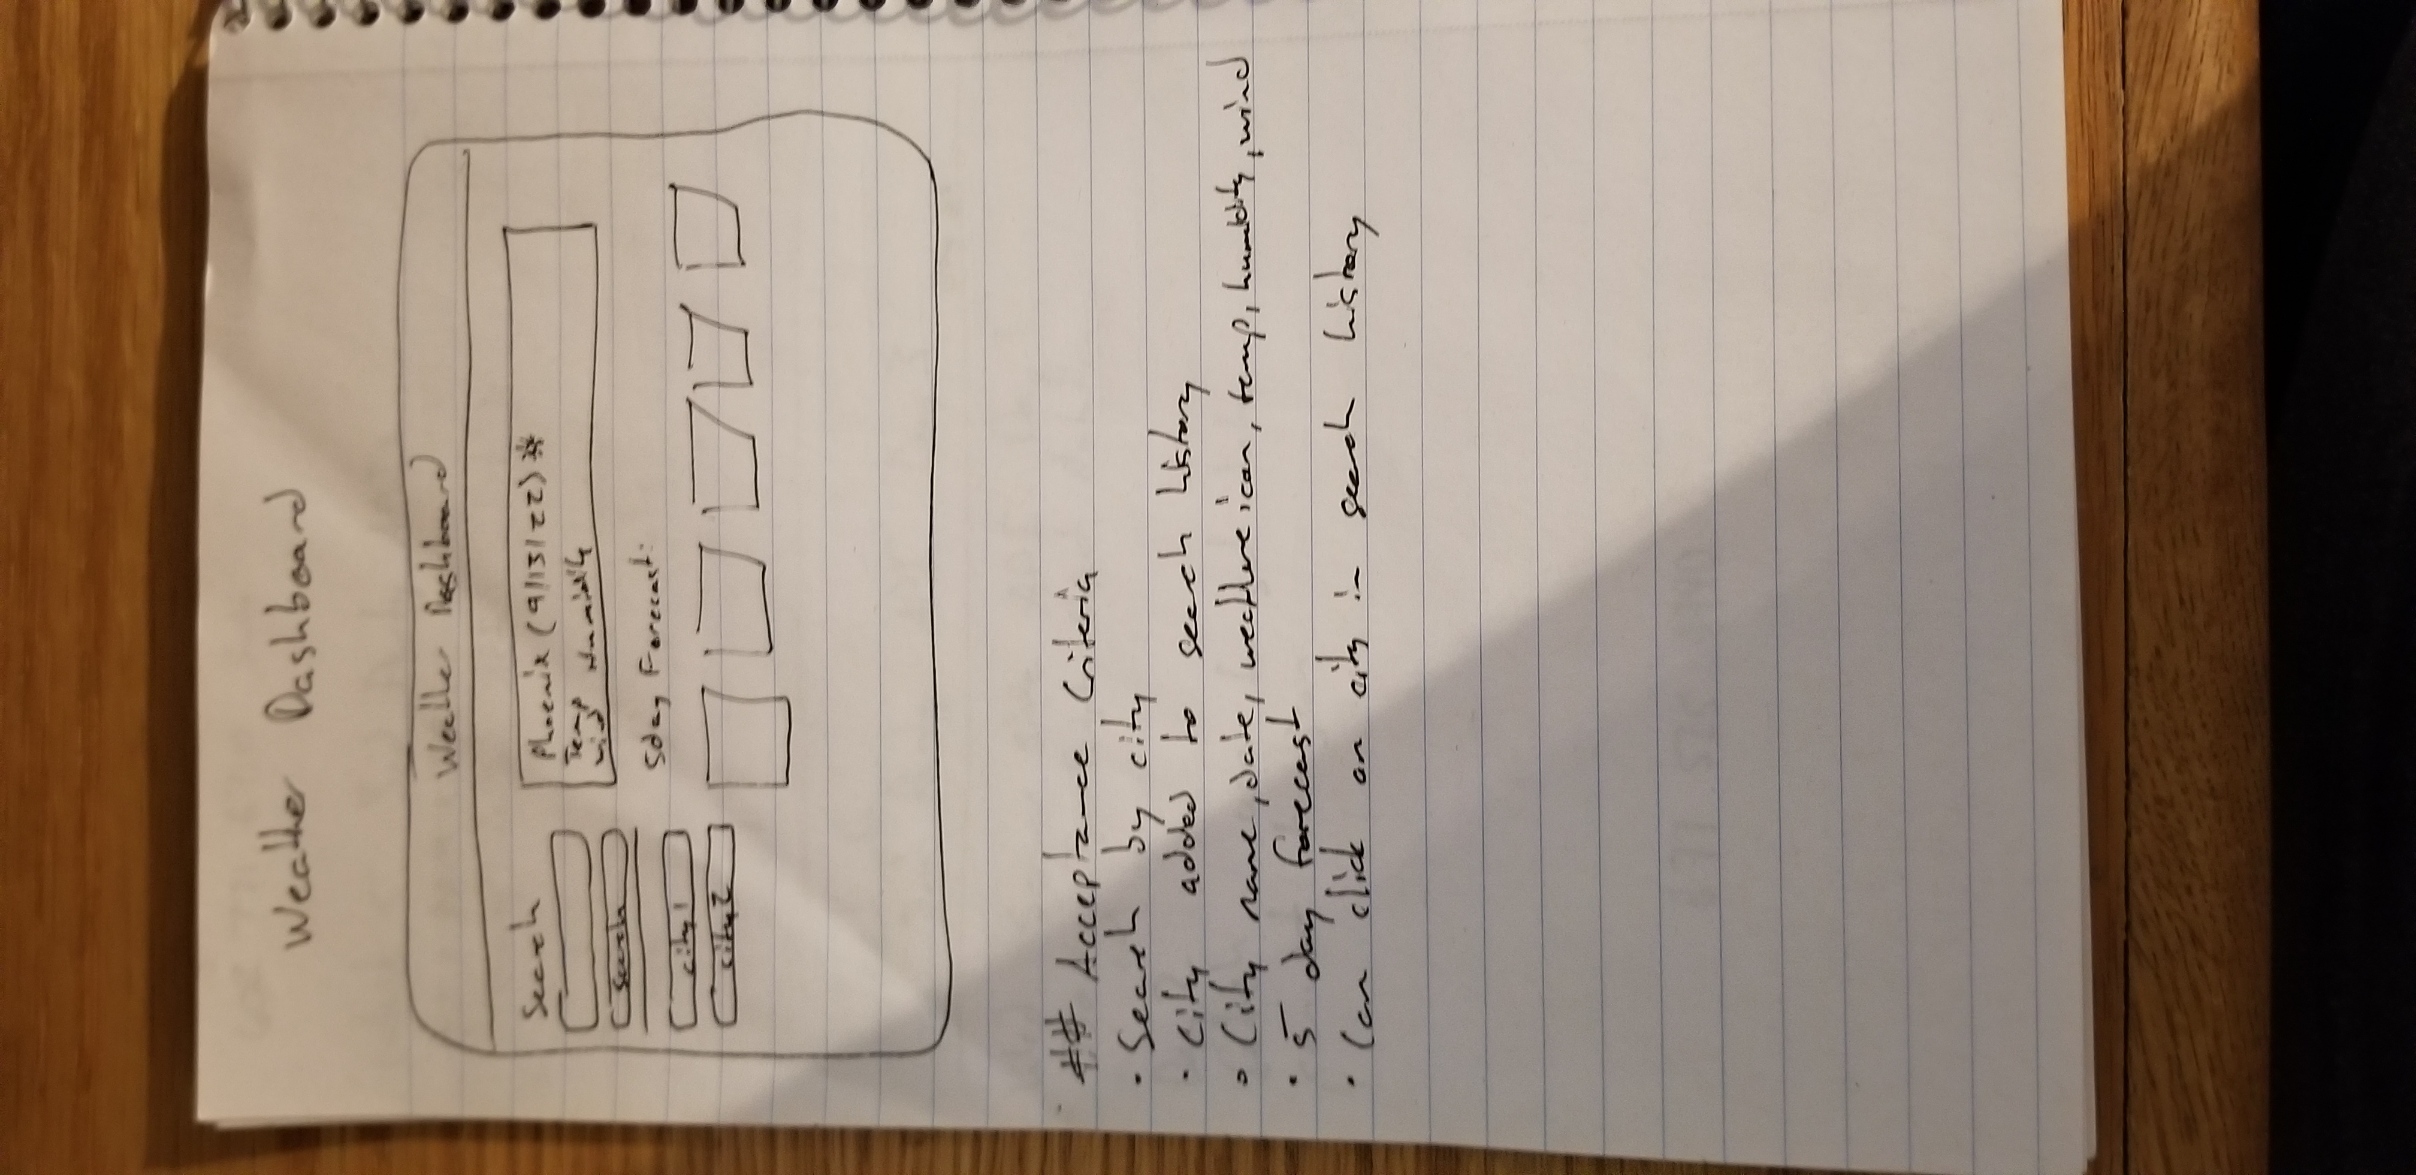 Weather Dashboard
Weather Dashboard
Search
Phoenix (9/13/22) *
Temp
Wind Humidity
Search
5day Forecast:
city1
city2
## Acceptance Criteria
• Search by city
• City added to search history
• City name, date, weather icon, temp, humidity, wind
• 5 day forecast
• Can click on city in search history